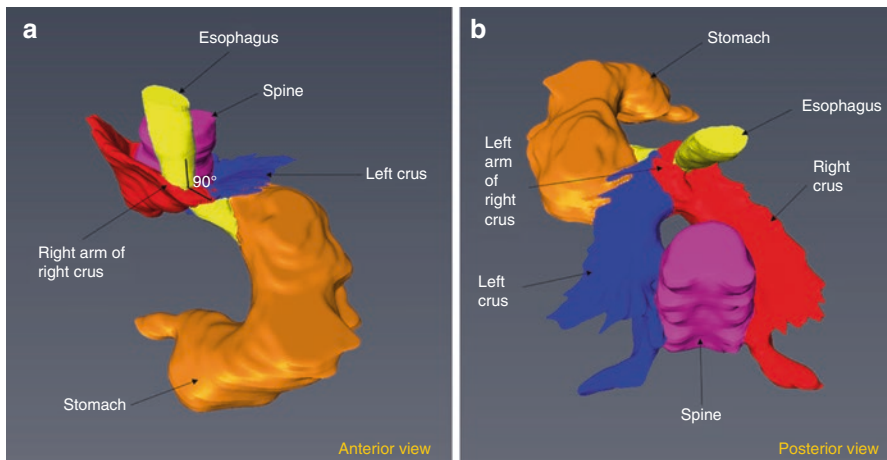 a
Esophagus
Spine
90°
Left crus
Right arm of
right crus
Stomach
Anterior view
b
Stomach
Esophagus
Left
arm
of
right
crus
Right
crus
Left
crus
Spine
Posterior view